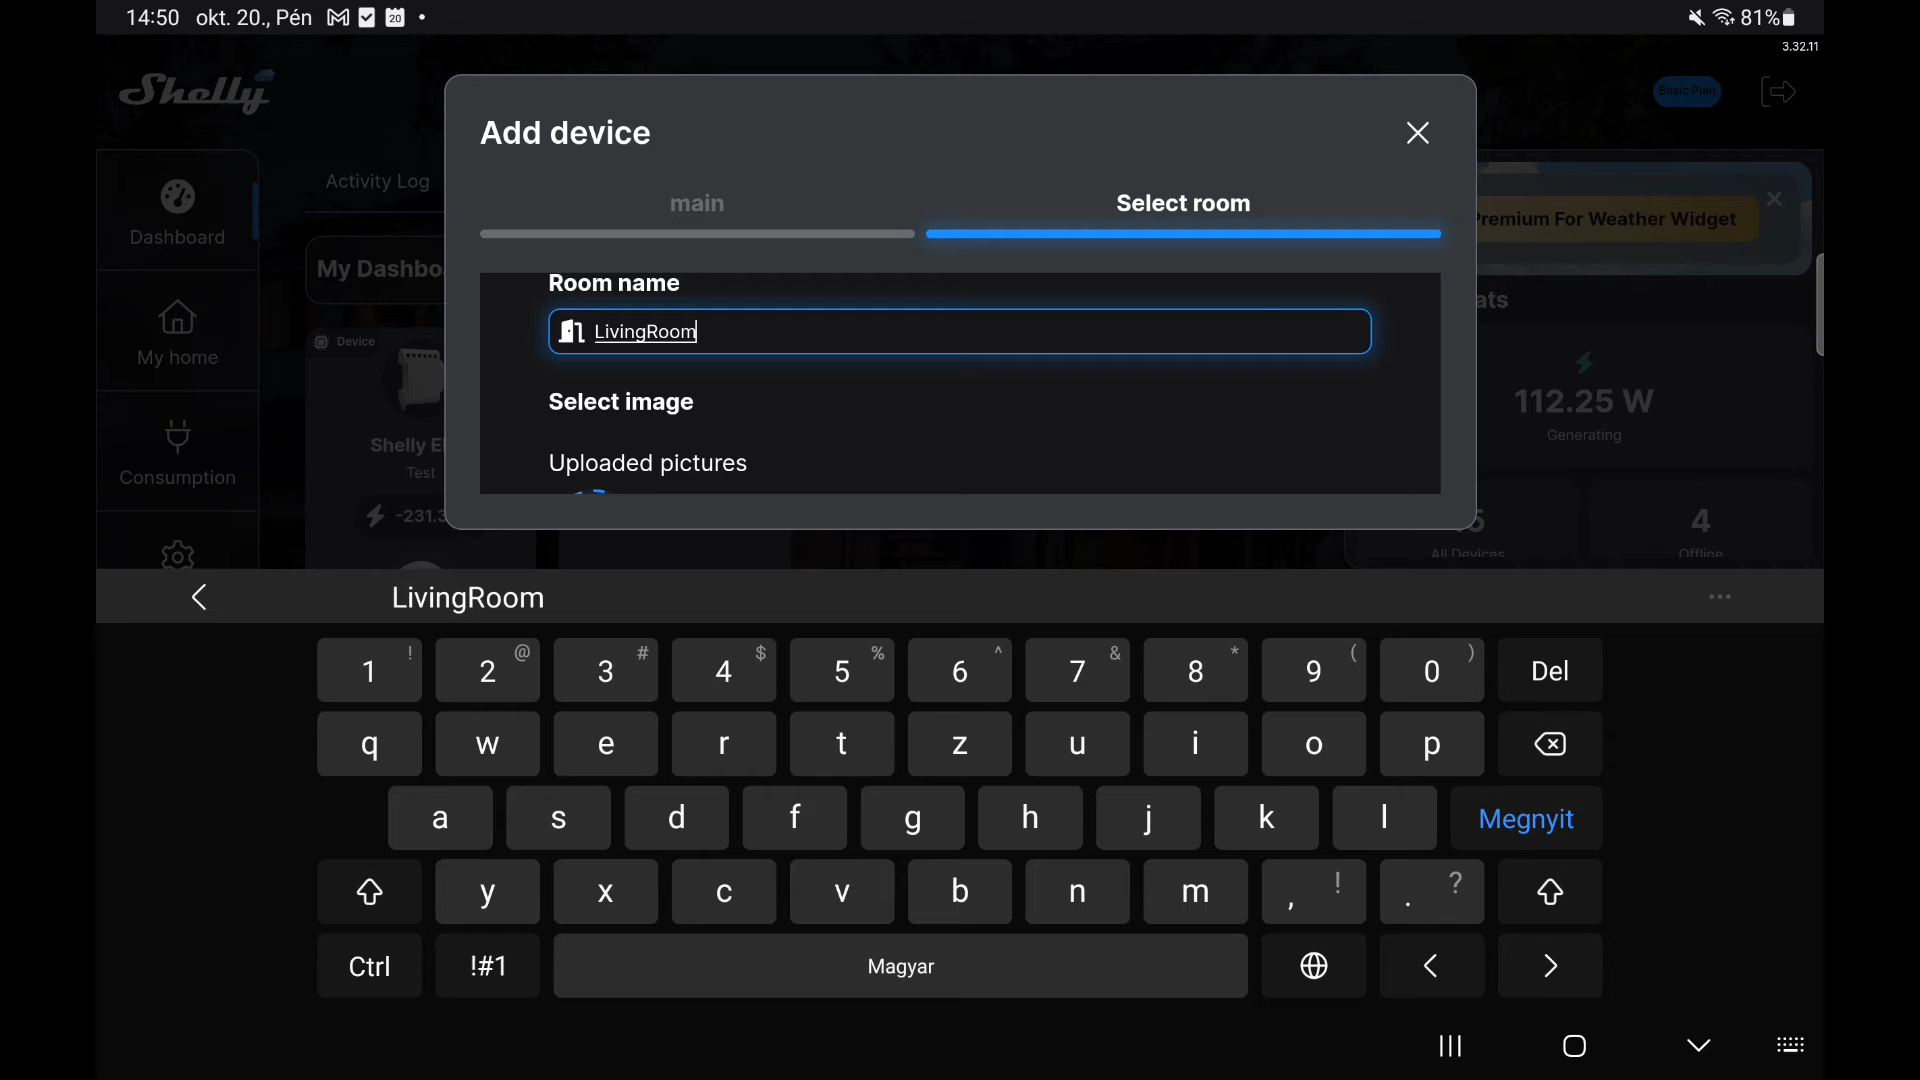 14:50 okt. 20., Pén 20 81%
3.32.11
Shelly
Basic Plan
Add device
main Select room
Room name
LivingRoom
Select image
Uploaded pictures
Dashboard
My home
Consumption
Activity Log
My Dashbo
Device
Shelly E
Test
-231.3
Premium For Weather Widget
ats
112.25 W
Generating
5
All Devices
4
Offline
LivingRoom
...
1 ! 2 @ 3 # 4 $ 5 % 6 ^ 7 & 8 * 9 ( 0 ) Del
q w e r t z u i o p
a s d f g h j k l Megnyit
y x c v b n m , ! . ?
Ctrl !#1 Magyar